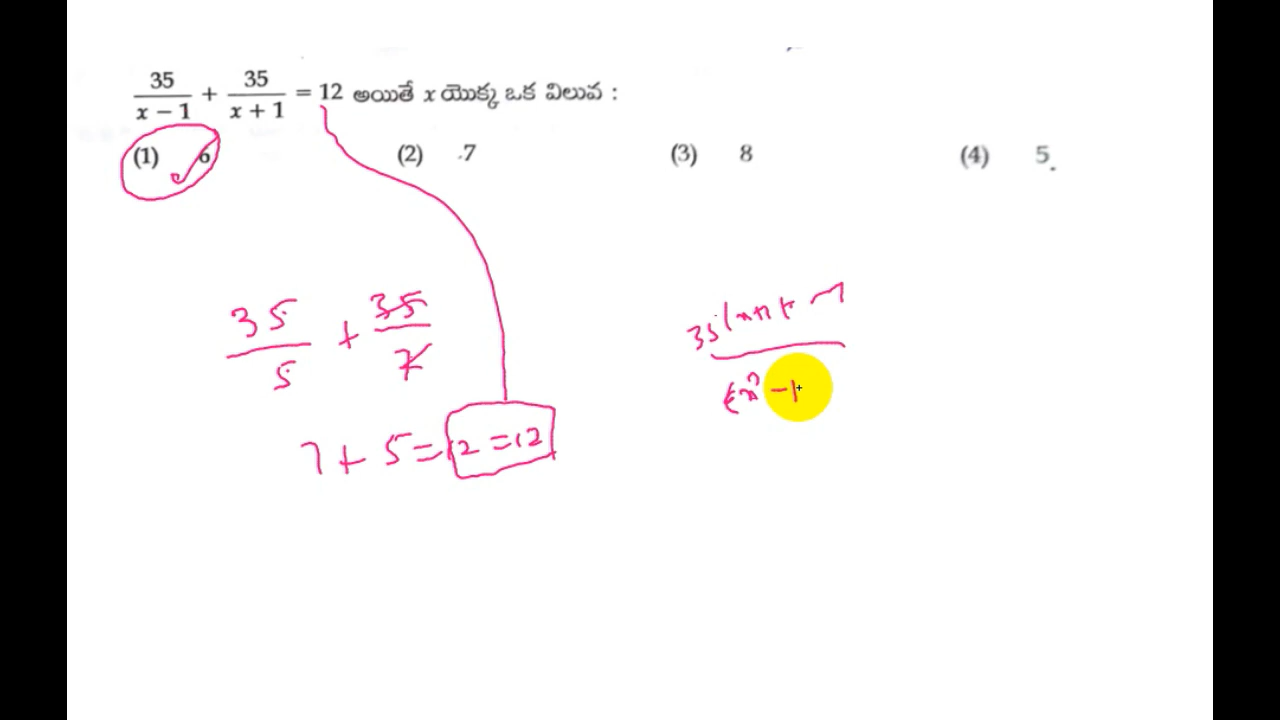 35/(x − 1) + 35/(x + 1) = 12 అయితే x యొక్క ఒక విలువ :
(1) 6 (2) 7 (3) 8 (4) 5
35/5 + 35/7
7 + 5 = 12 = 12